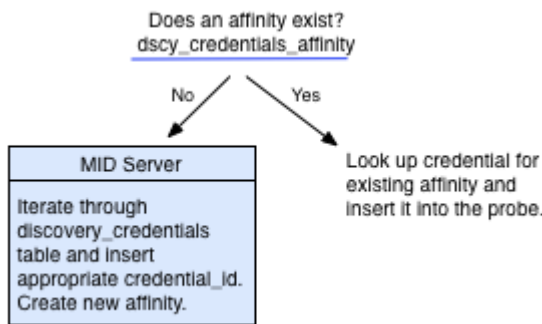 Does an affinity exist?
dscy_credentials_affinity
No
Yes
MID Server
Iterate through
discovery_credentials
table and insert
appropriate credential_id.
Create new affinity.
Look up credential for
existing affinity and
insert it into the probe.